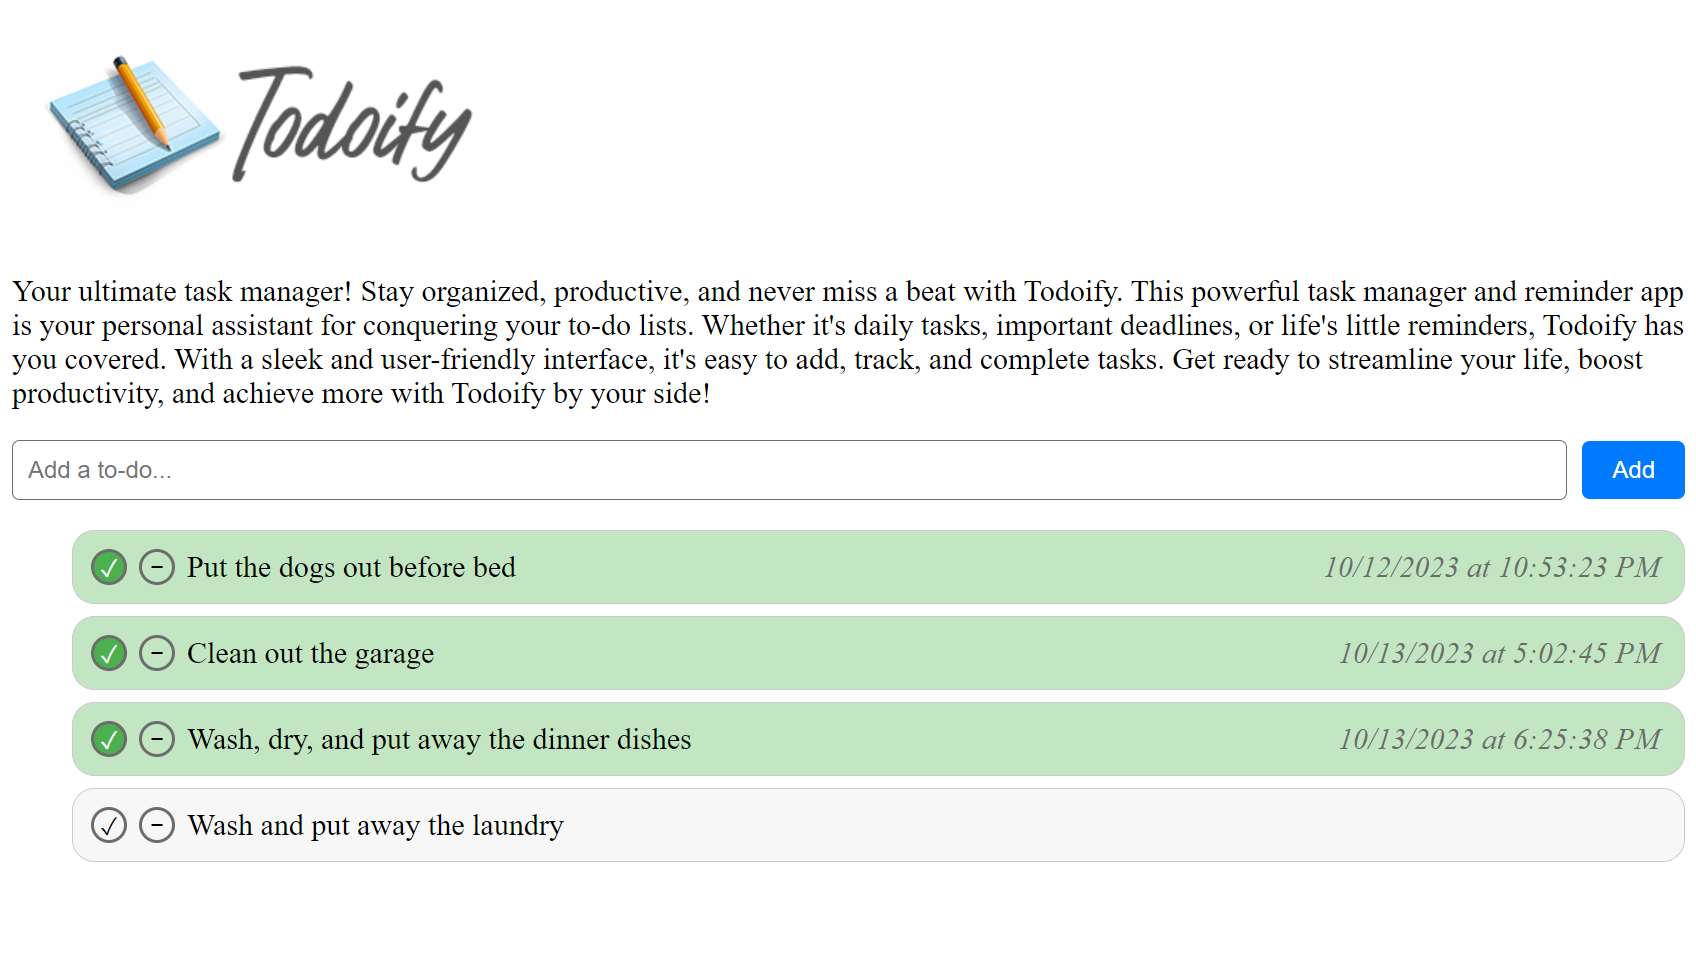 Todoify
Your ultimate task manager! Stay organized, productive, and never miss a beat with Todoify. This powerful task manager and reminder app
is your personal assistant for conquering your to-do lists. Whether it's daily tasks, important deadlines, or life's little reminders, Todoify has
you covered. With a sleek and user-friendly interface, it's easy to add, track, and complete tasks. Get ready to streamline your life, boost
productivity, and achieve more with Todoify by your side!
Add a to-do... Add
✓ − Put the dogs out before bed 10/12/2023 at 10:53:23 PM
✓ − Clean out the garage 10/13/2023 at 5:02:45 PM
✓ − Wash, dry, and put away the dinner dishes 10/13/2023 at 6:25:38 PM
✓ − Wash and put away the laundry